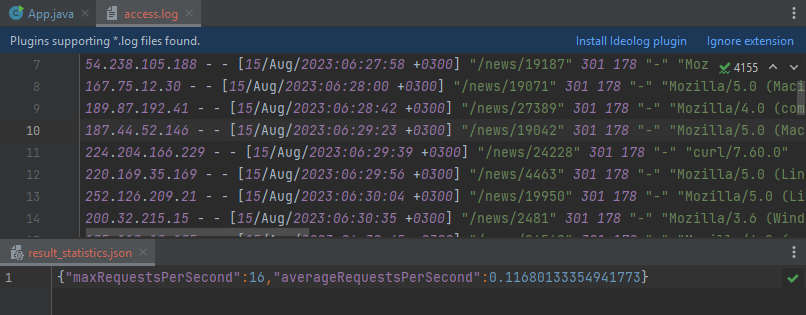 App.java access.log
Plugins supporting *.log files found. Install Ideolog plugin Ignore extension
7 54.238.105.188 - - [15/Aug/2023:06:27:58 +0300] "/news/19187" 301 178 "-" "Moz 4155
8 167.75.12.30 - - [15/Aug/2023:06:28:00 +0300] "/news/19071" 301 178 "-" "Mozilla/5.0 (Maci
9 189.87.192.41 - - [15/Aug/2023:06:28:42 +0300] "/news/27389" 301 178 "-" "Mozilla/4.0 (com
10 187.44.52.146 - - [15/Aug/2023:06:29:23 +0300] "/news/19042" 301 178 "-" "Mozilla/5.0 (Mac
11 224.204.166.229 - - [15/Aug/2023:06:29:39 +0300] "/news/24228" 301 178 "-" "curl/7.60.0"
12 220.169.35.169 - - [15/Aug/2023:06:29:56 +0300] "/news/4463" 301 178 "-" "Mozilla/5.0 (Lin
13 252.126.209.21 - - [15/Aug/2023:06:30:04 +0300] "/news/19950" 301 178 "-" "Mozilla/5.0 (Li
14 200.32.215.15 - - [15/Aug/2023:06:30:35 +0300] "/news/2481" 301 178 "-" "Mozilla/3.6 (Wind
result_statistics.json
1 {"maxRequestsPerSecond":16,"averageRequestsPerSecond":0.11680133354941773}